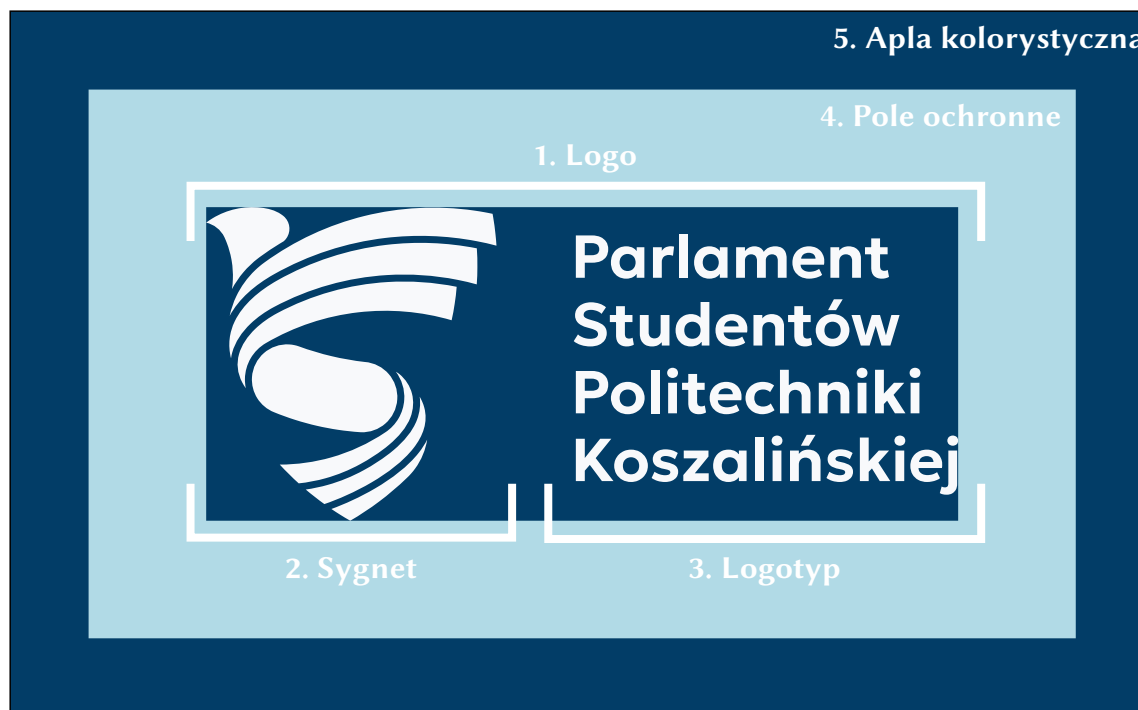 5. Apla kolorystyczna
4. Pole ochronne
1. Logo
Parlament
Studentów
Politechniki
Koszalińskiej
2. Sygnet
3. Logotyp